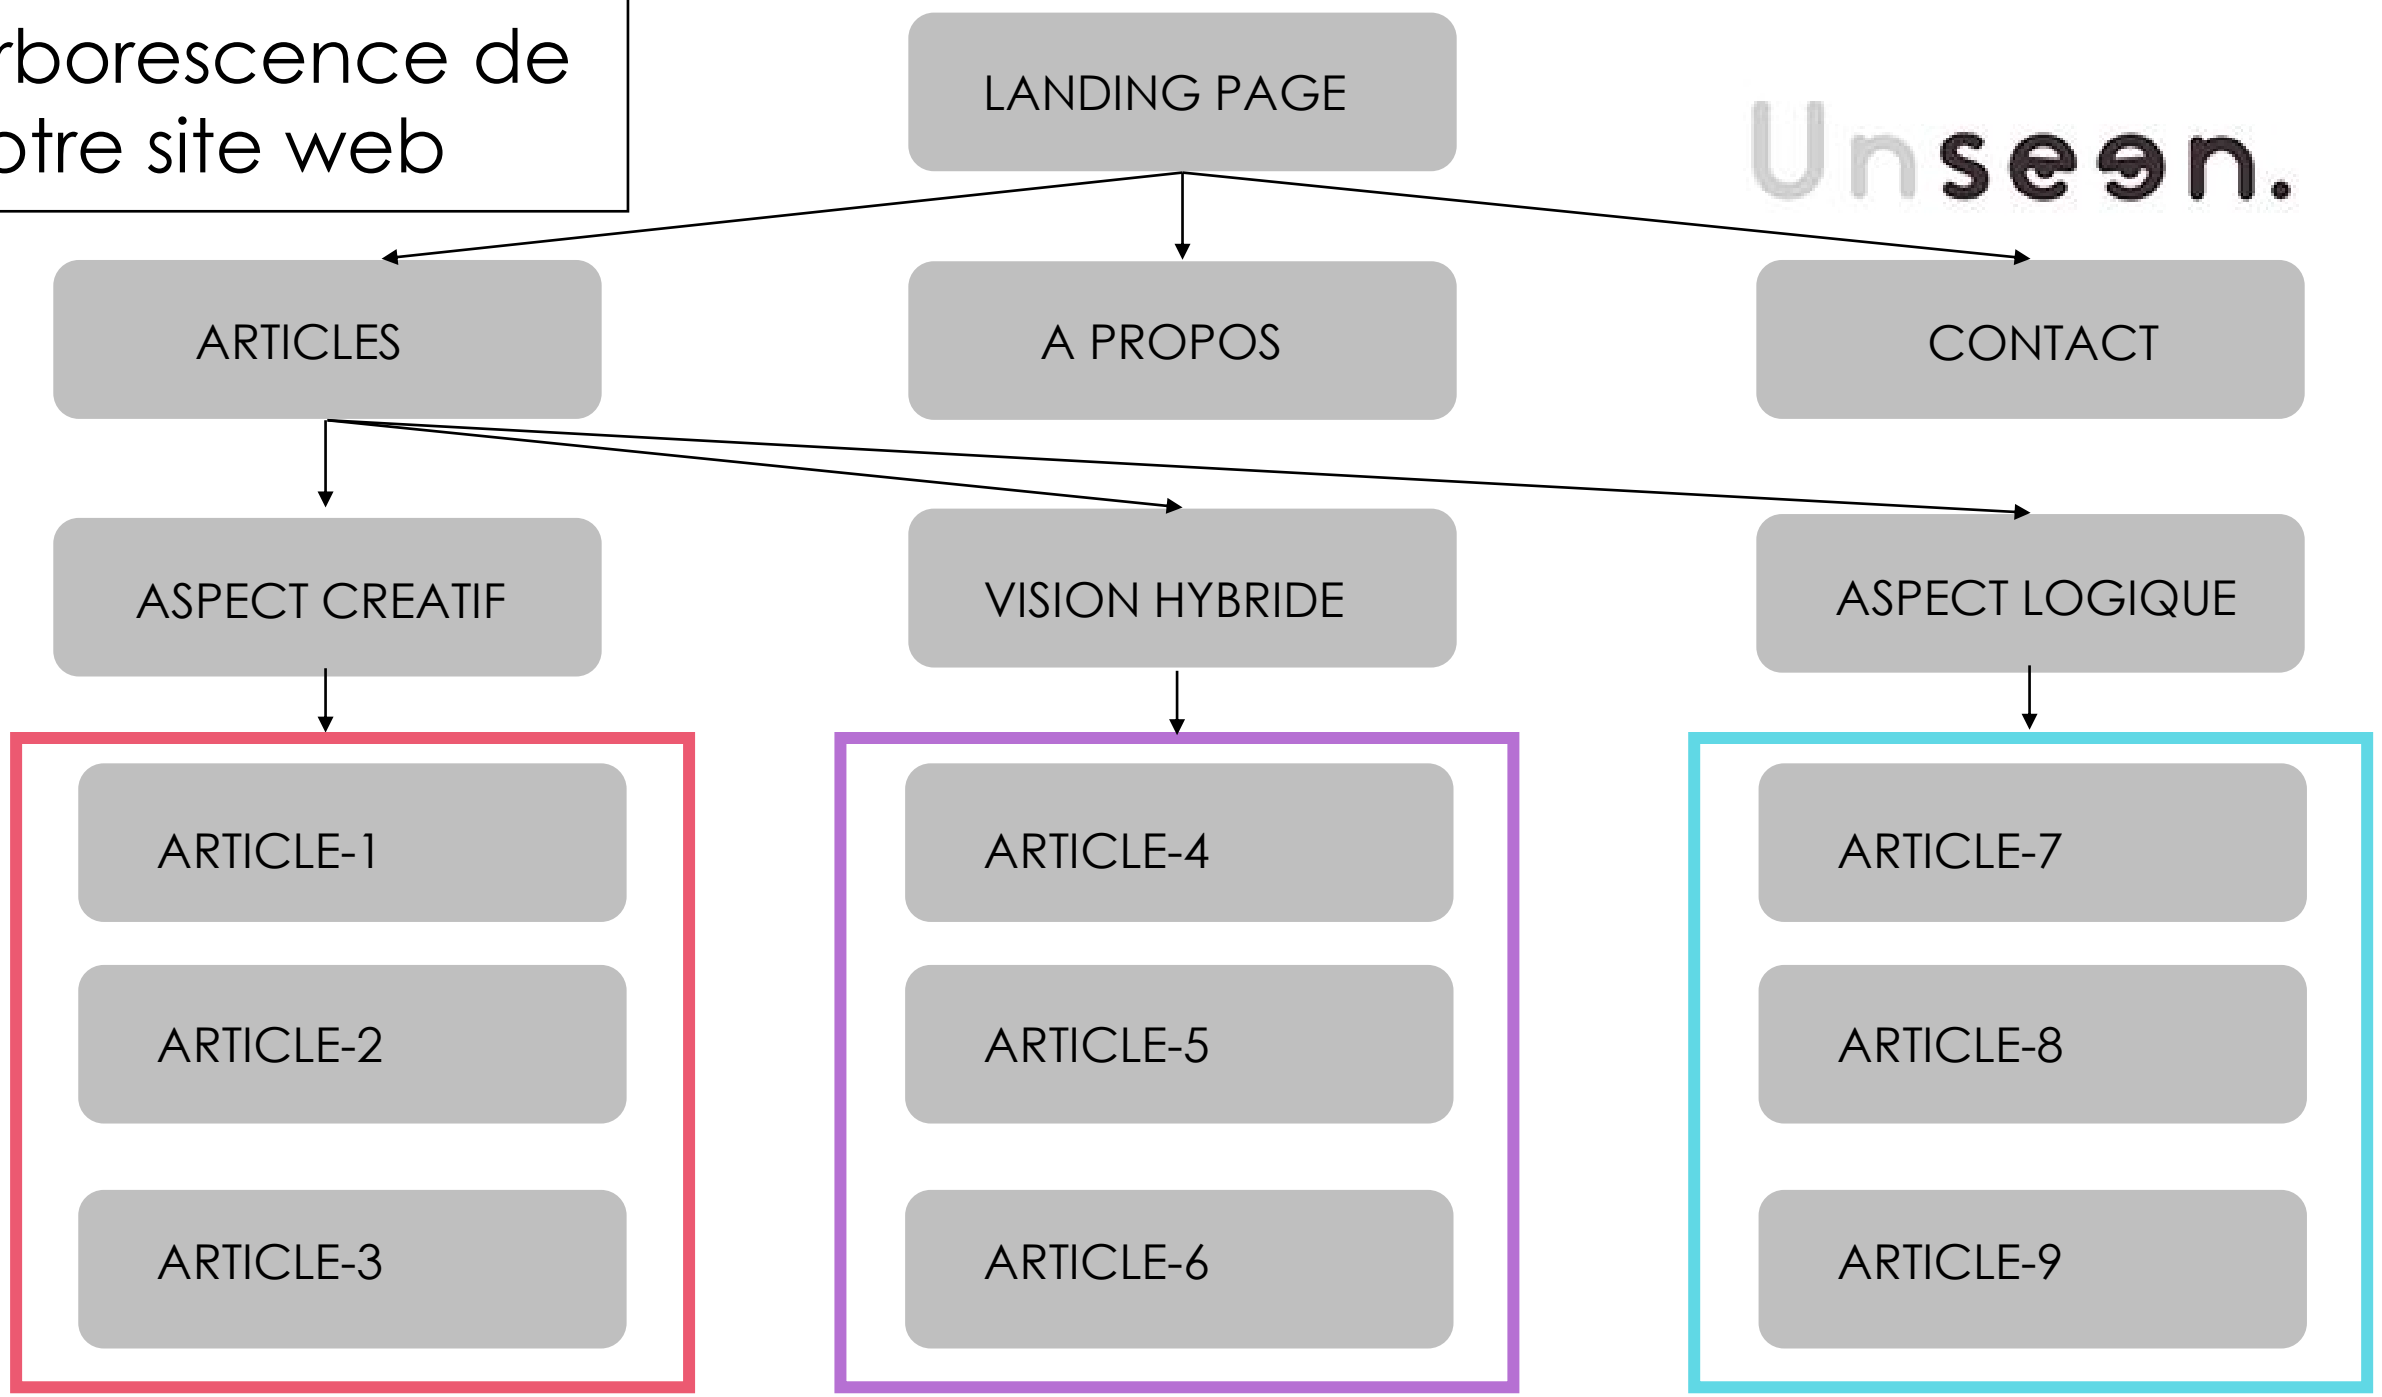 rborescence de
otre site web
LANDING PAGE
Unseen.
ARTICLES
A PROPOS
CONTACT
ASPECT CREATIF
VISION HYBRIDE
ASPECT LOGIQUE
ARTICLE-1
ARTICLE-4
ARTICLE-7
ARTICLE-2
ARTICLE-5
ARTICLE-8
ARTICLE-3
ARTICLE-6
ARTICLE-9